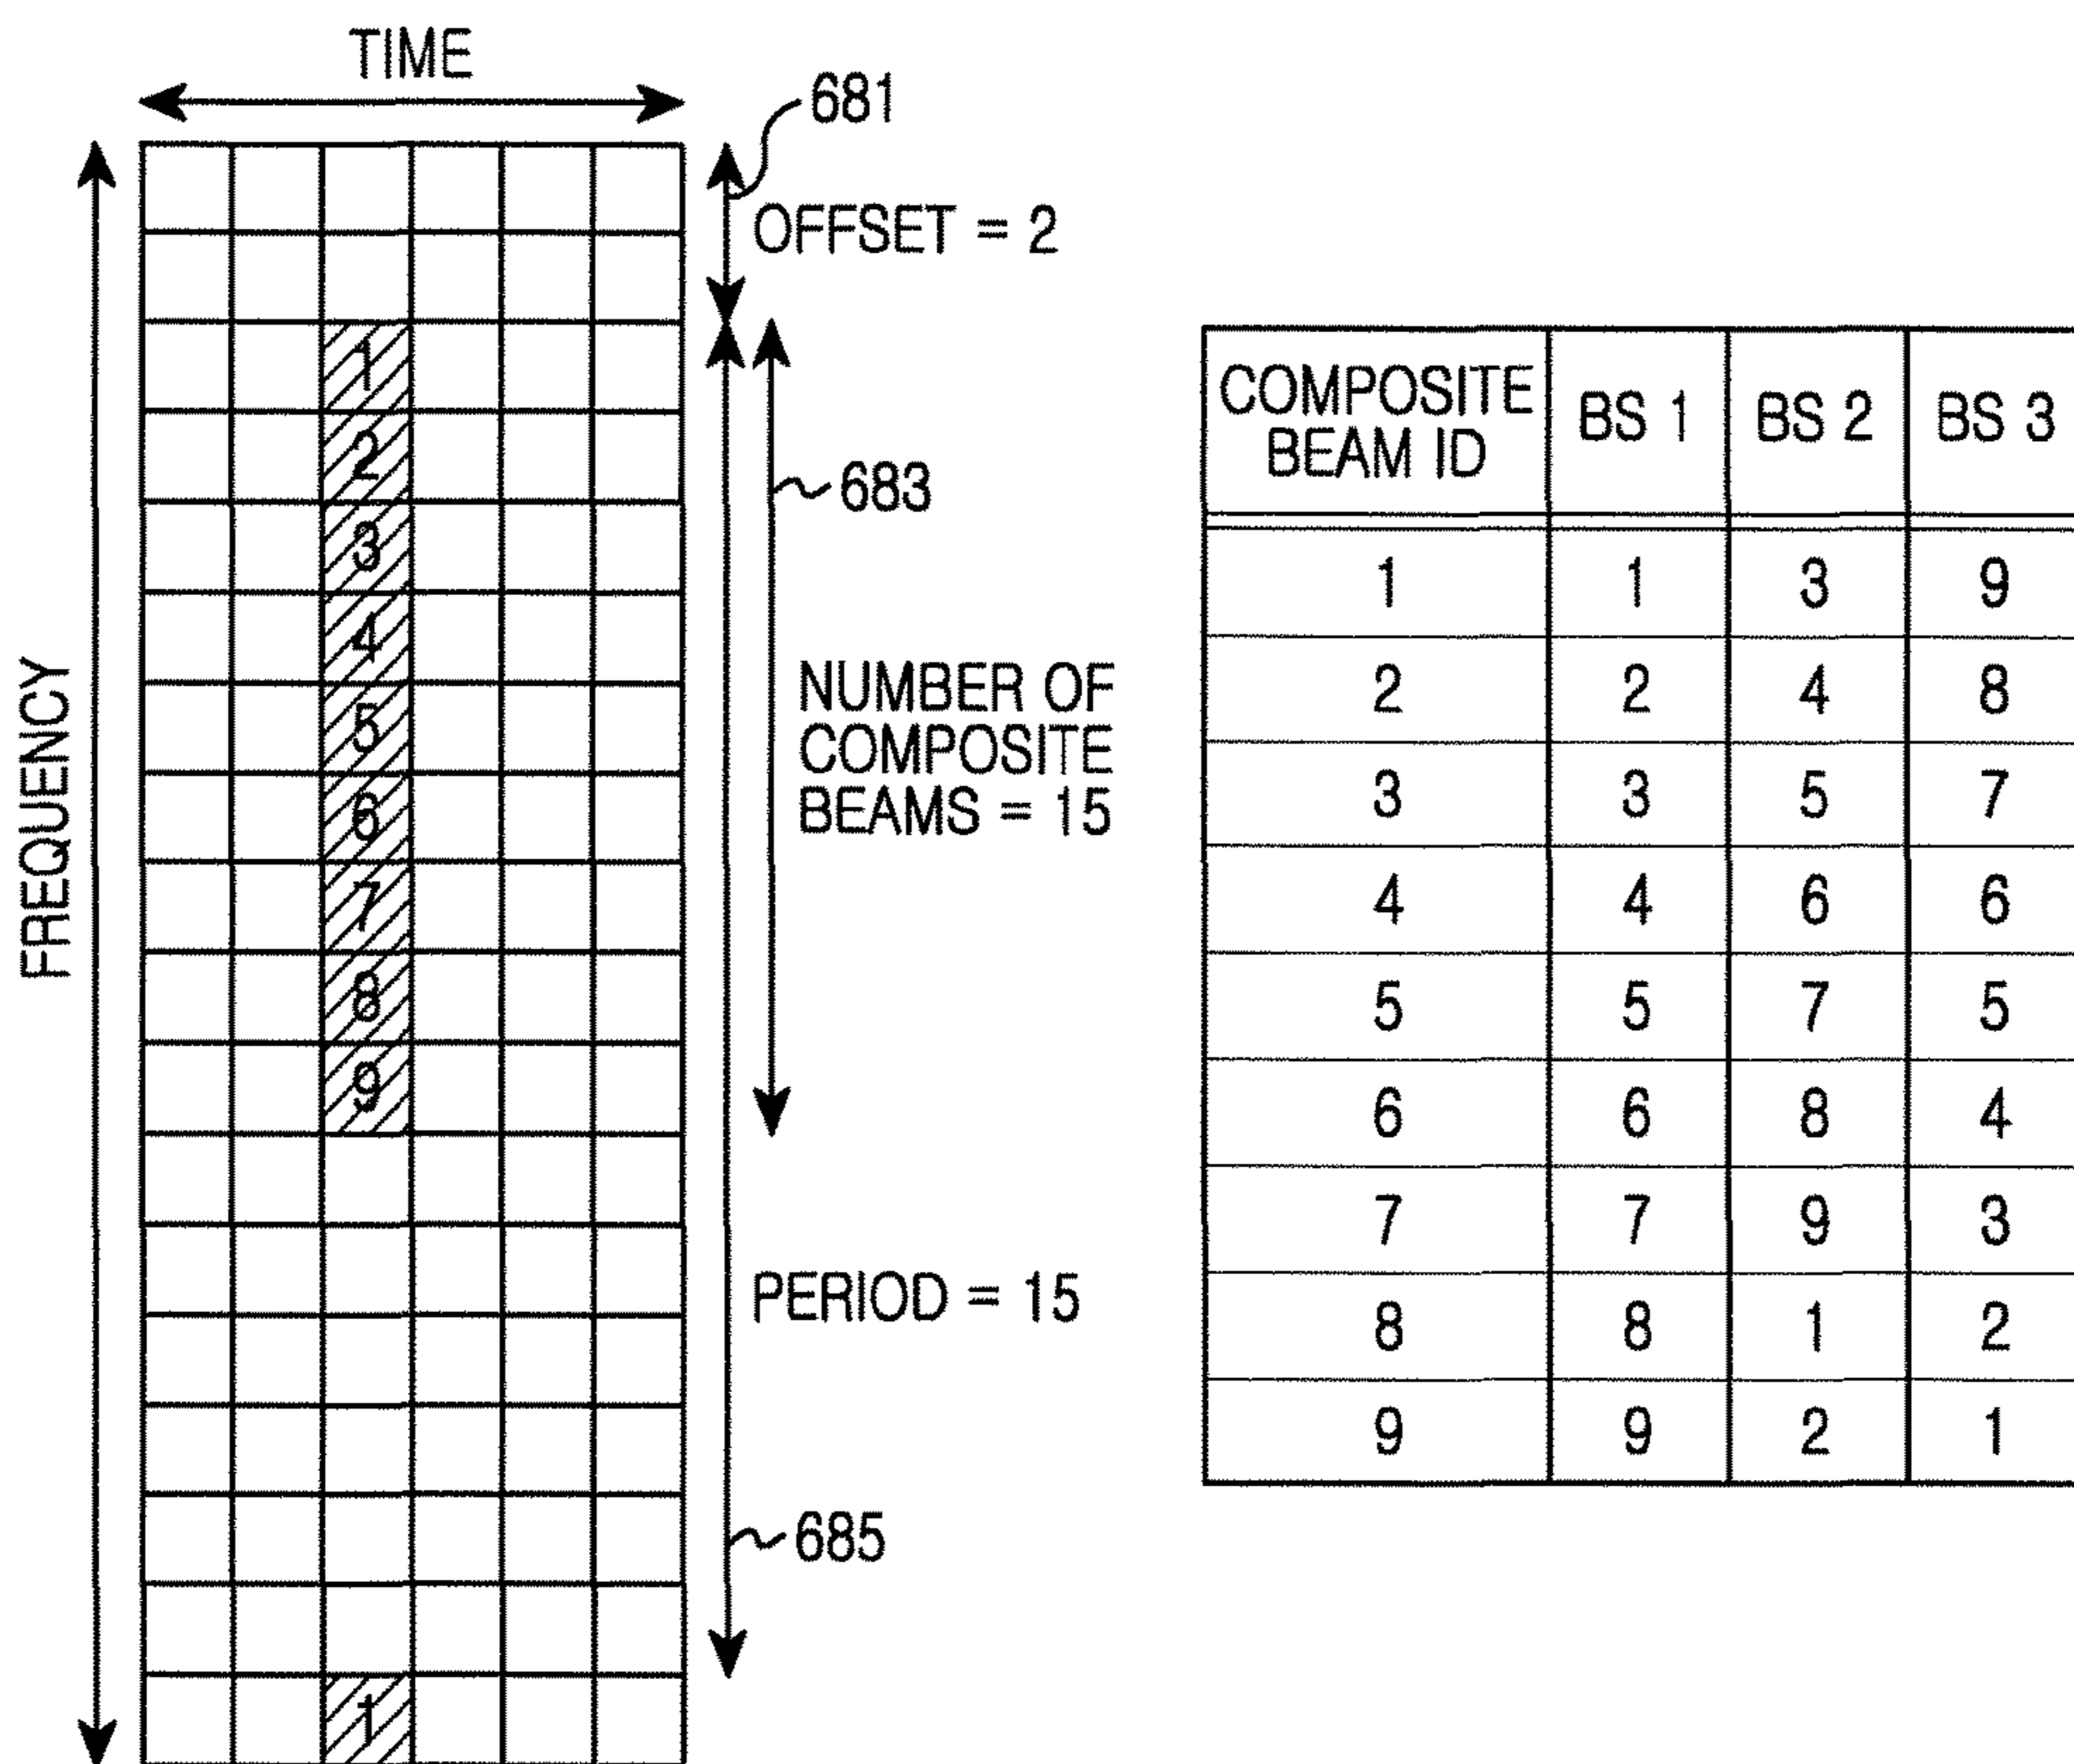 TIME
681
OFFSET = 2
FREQUENCY
1
2
3
4
5
6
7
8
9
1
683
NUMBER OF
COMPOSITE
BEAMS = 15
PERIOD = 15
685
COMPOSITE BEAM ID BS 1 BS 2 BS 3
1 1 3 9
2 2 4 8
3 3 5 7
4 4 6 6
5 5 7 5
6 6 8 4
7 7 9 3
8 8 1 2
9 9 2 1